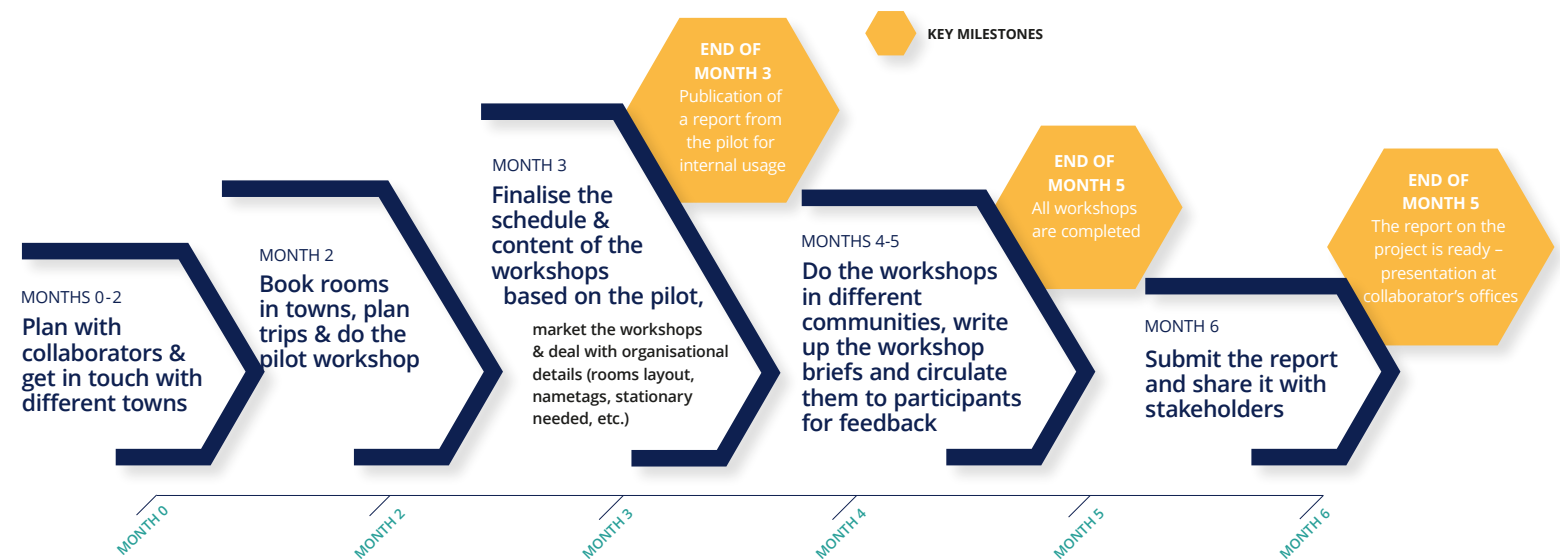 KEY MILESTONES
MONTHS 0-2
Plan with
collaborators &
get in touch with
different towns
MONTH 2
Book rooms
in towns, plan
trips & do the
pilot workshop
MONTH 3
Finalise the
schedule &
content of the
workshops
based on the pilot,
market the workshops
& deal with organisational
details (rooms layout,
nametags, stationary
needed, etc.)
END OF
MONTH 3
Publication of
a report from
the pilot for
internal usage
MONTHS 4-5
Do the workshops
in different
communities, write
up the workshop
briefs and circulate
them to participants
for feedback
END OF
MONTH 5
All workshops
are completed
MONTH 6
Submit the report
and share it with
stakeholders
END OF
MONTH 5
The report on the
project is ready –
presentation at
collaborator’s offices
MONTH 0
MONTH 2
MONTH 3
MONTH 4
MONTH 5
MONTH 6